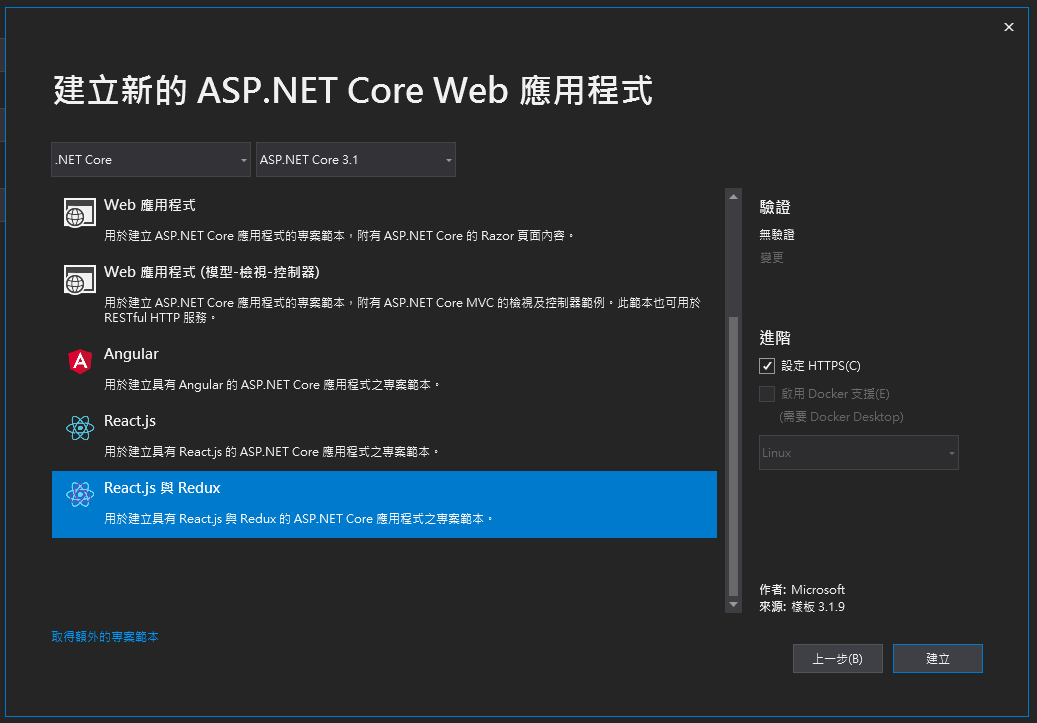 建立新的 ASP.NET Core Web 應用程式
.NET Core
ASP.NET Core 3.1
Web 應用程式
用於建立 ASP.NET Core 應用程式的專案範本，附有 ASP.NET Core 的 Razor 頁面內容。
Web 應用程式 (模型-檢視-控制器)
用於建立 ASP.NET Core 應用程式的專案範本，附有 ASP.NET Core MVC 的檢視及控制器範例。此範本也可用於
RESTful HTTP 服務。
Angular
用於建立具有 Angular 的 ASP.NET Core 應用程式之專案範本。
React.js
用於建立具有 React.js 的 ASP.NET Core 應用程式之專案範本。
React.js 與 Redux
用於建立具有 React.js 與 Redux 的 ASP.NET Core 應用程式之專案範本。
取得額外的專案範本
驗證
無驗證
變更
進階
設定 HTTPS(C)
啟用 Docker 支援(E)
(需要 Docker Desktop)
Linux
作者: Microsoft
來源: 樣板 3.1.9
上一步(B)
建立